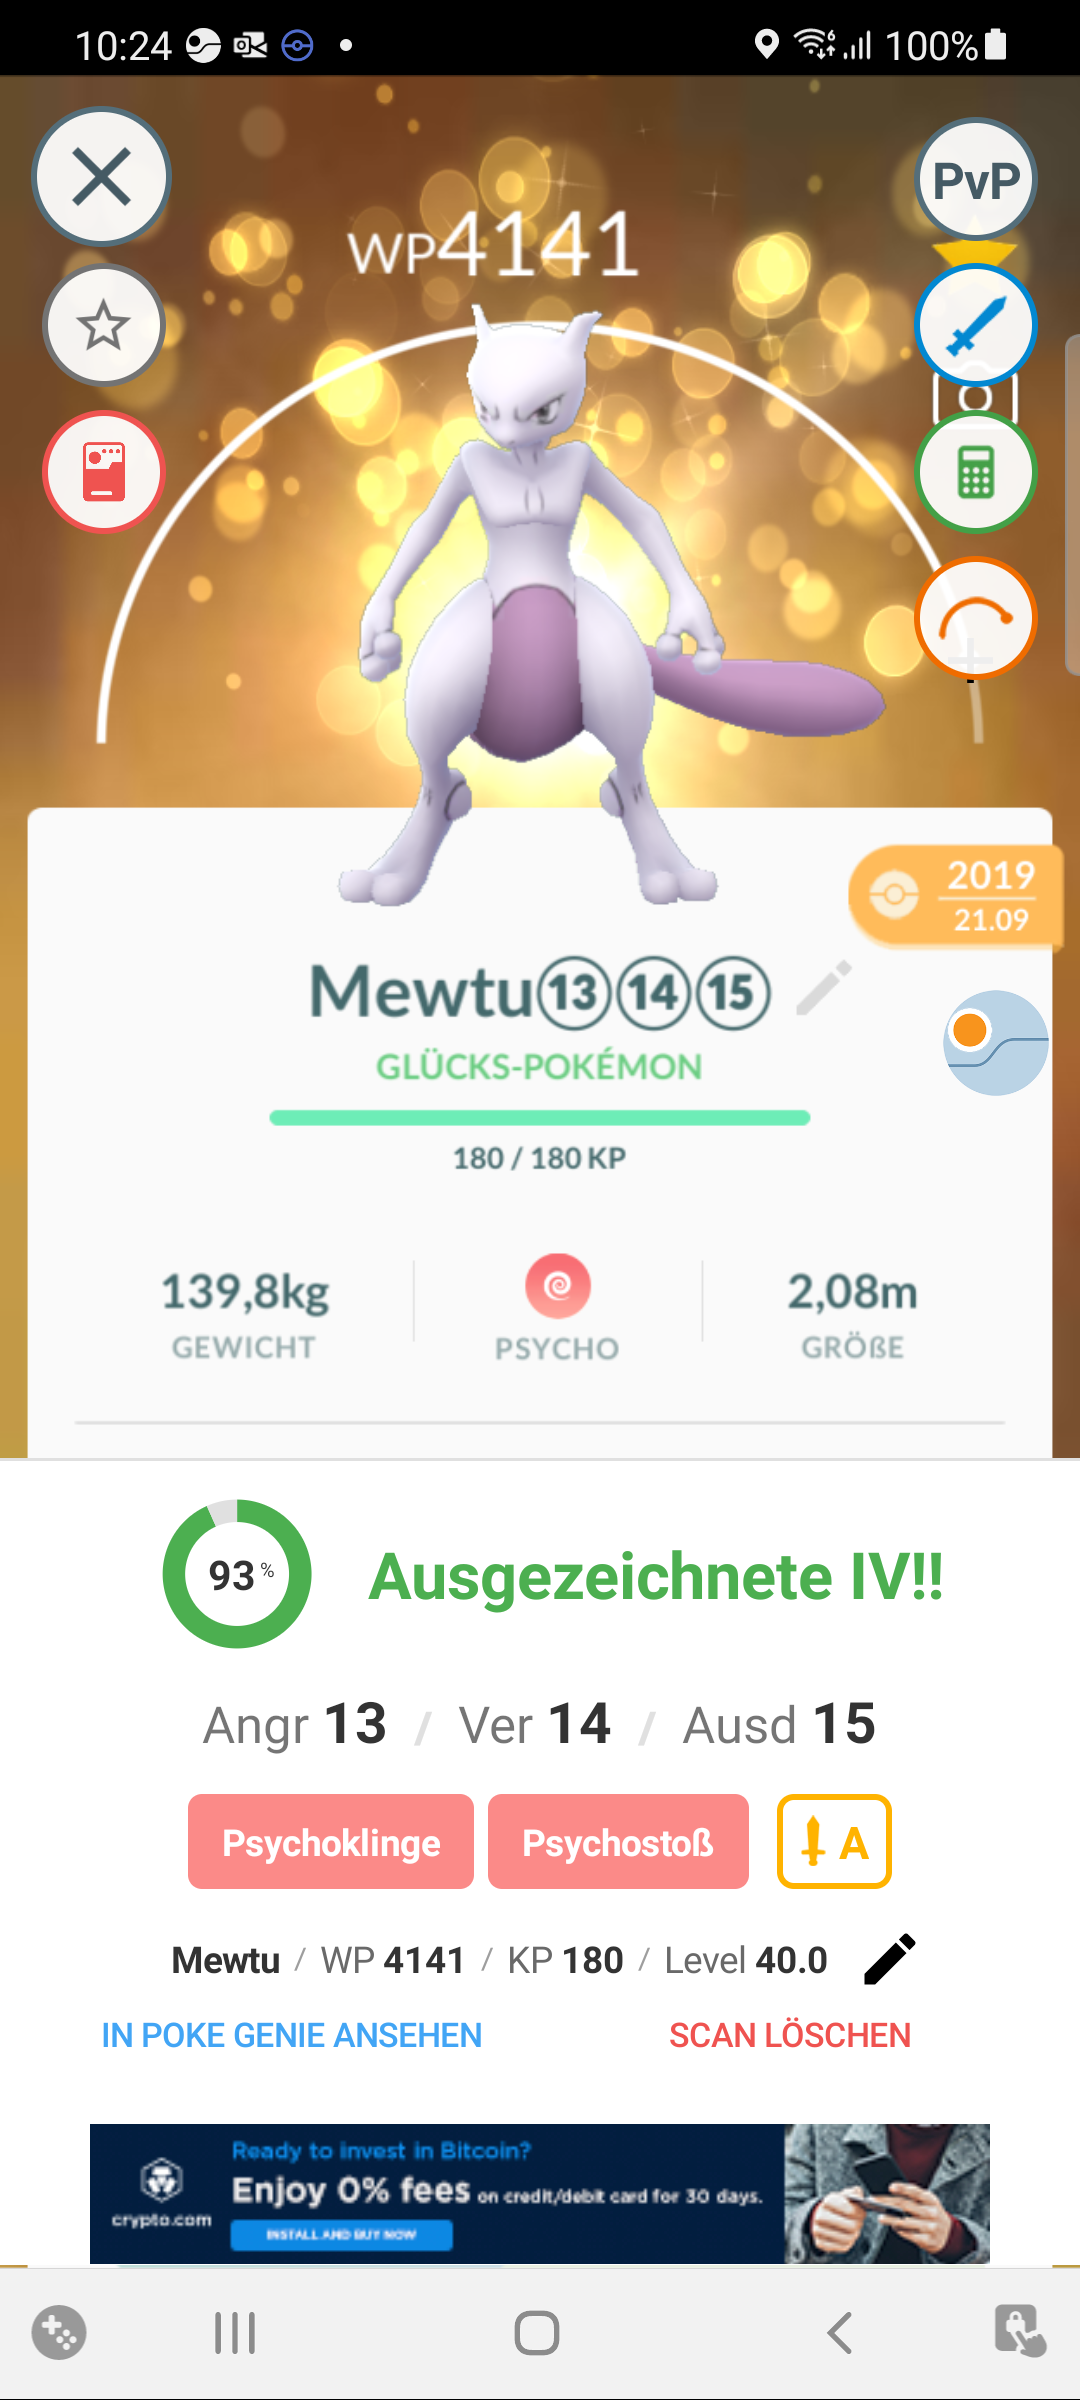 10:24
100%
PvP
WP4141
2019
21.09
Mewtu⑬⑭⑮
GLÜCKS-POKÉMON
180 / 180 KP
139,8kg
GEWICHT
PSYCHO
2,08m
GRÖßE
93 %
Ausgezeichnete IV!!
Angr 13 / Ver 14 / Ausd 15
Psychoklinge
Psychostoß
A
Mewtu / WP 4141 / KP 180 / Level 40.0
IN POKE GENIE ANSEHEN
SCAN LÖSCHEN
Ready to invest in Bitcoin?
Enjoy 0% fees on credit/debit card for 30 days.
crypto.com
INSTALL AND BUY NOW